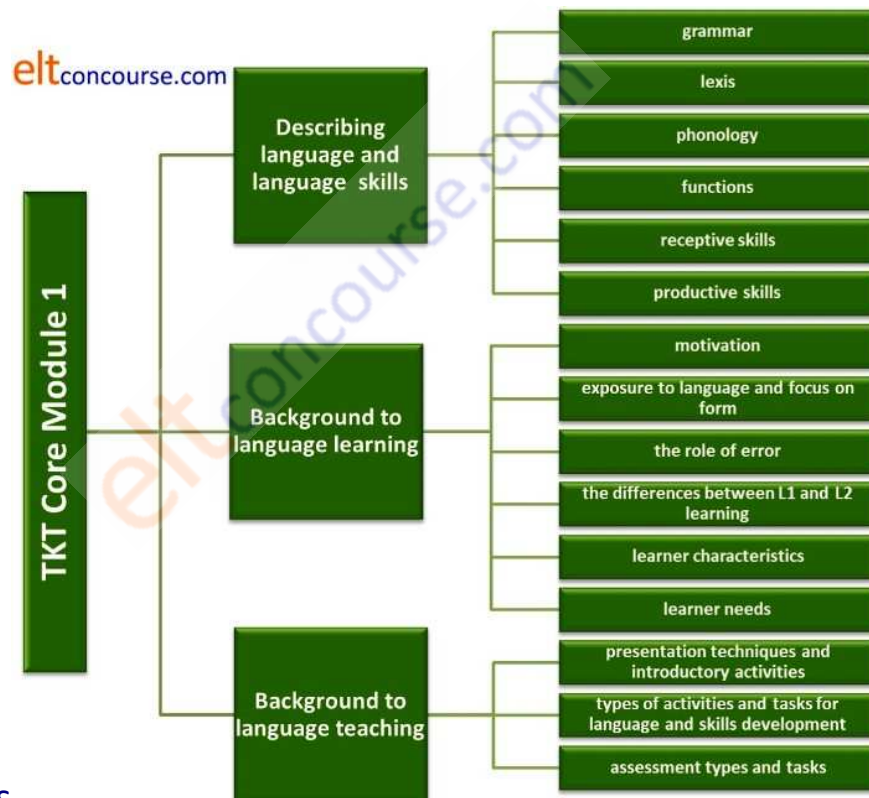 eltconcourse.com
TKT Core Module 1
Describing
language and
language skills
grammar
lexis
phonology
functions
receptive skills
productive skills
Background to
language learning
motivation
exposure to language and focus on
form
the role of error
the differences between L1 and L2
learning
learner characteristics
learner needs
Background to
language teaching
presentation techniques and
introductory activities
types of activities and tasks for
language and skills development
assessment types and tasks
eltconcourse.com